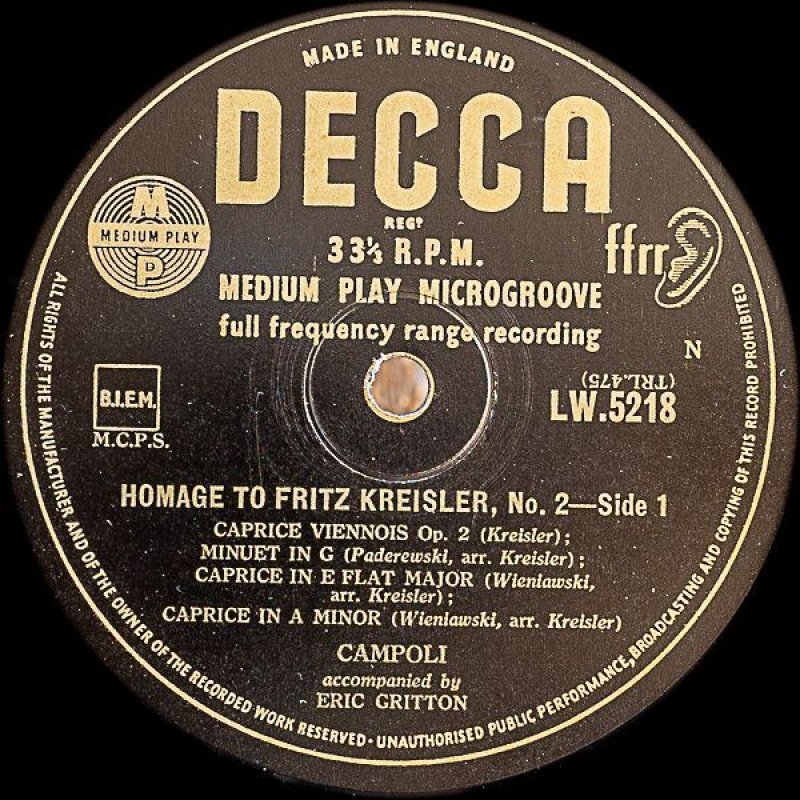 MADE IN ENGLAND
DECCA
REGD
33⅓ R.P.M.
M
MEDIUM PLAY
P
ffrr
MEDIUM PLAY MICROGROOVE
full frequency range recording
N
B.I.E.M.
M.C.P.S.
(TRL.475)
LW.5218
HOMAGE TO FRITZ KREISLER, No. 2—Side 1
CAPRICE VIENNOIS Op. 2 (Kreisler);
MINUET IN G (Paderewski, arr. Kreisler);
CAPRICE IN E FLAT MAJOR (Wieniawski,
arr. Kreisler);
CAPRICE IN A MINOR (Wieniawski, arr. Kreisler)
CAMPOLI
accompanied by
ERIC GRITTON
ALL RIGHTS OF THE MANUFACTURER AND OF THE OWNER OF THE RECORDED WORK RESERVED · UNAUTHORISED PUBLIC PERFORMANCE, BROADCASTING AND COPYING OF THIS RECORD PROHIBITED